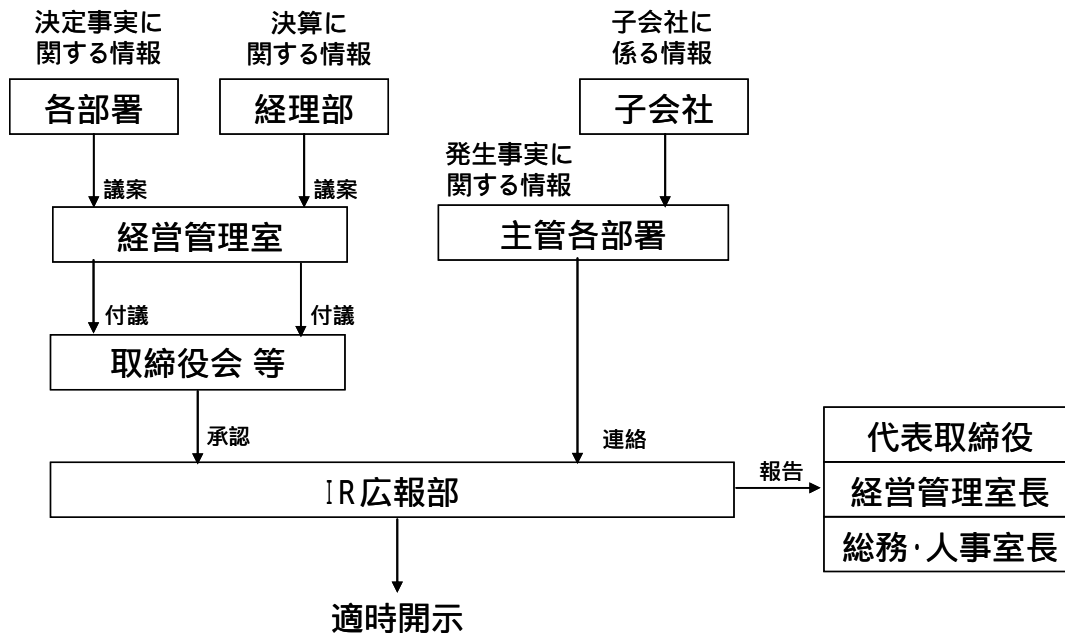 決定事実に
関する情報
決算に
関する情報
子会社に
係る情報
各部署
経理部
子会社
発生事実に
関する情報
議案
議案
経営管理室
主管各部署
付議
付議
取締役会 等
承認
連絡
代表取締役
IR広報部
報告
経営管理室長
総務・人事室長
適時開示